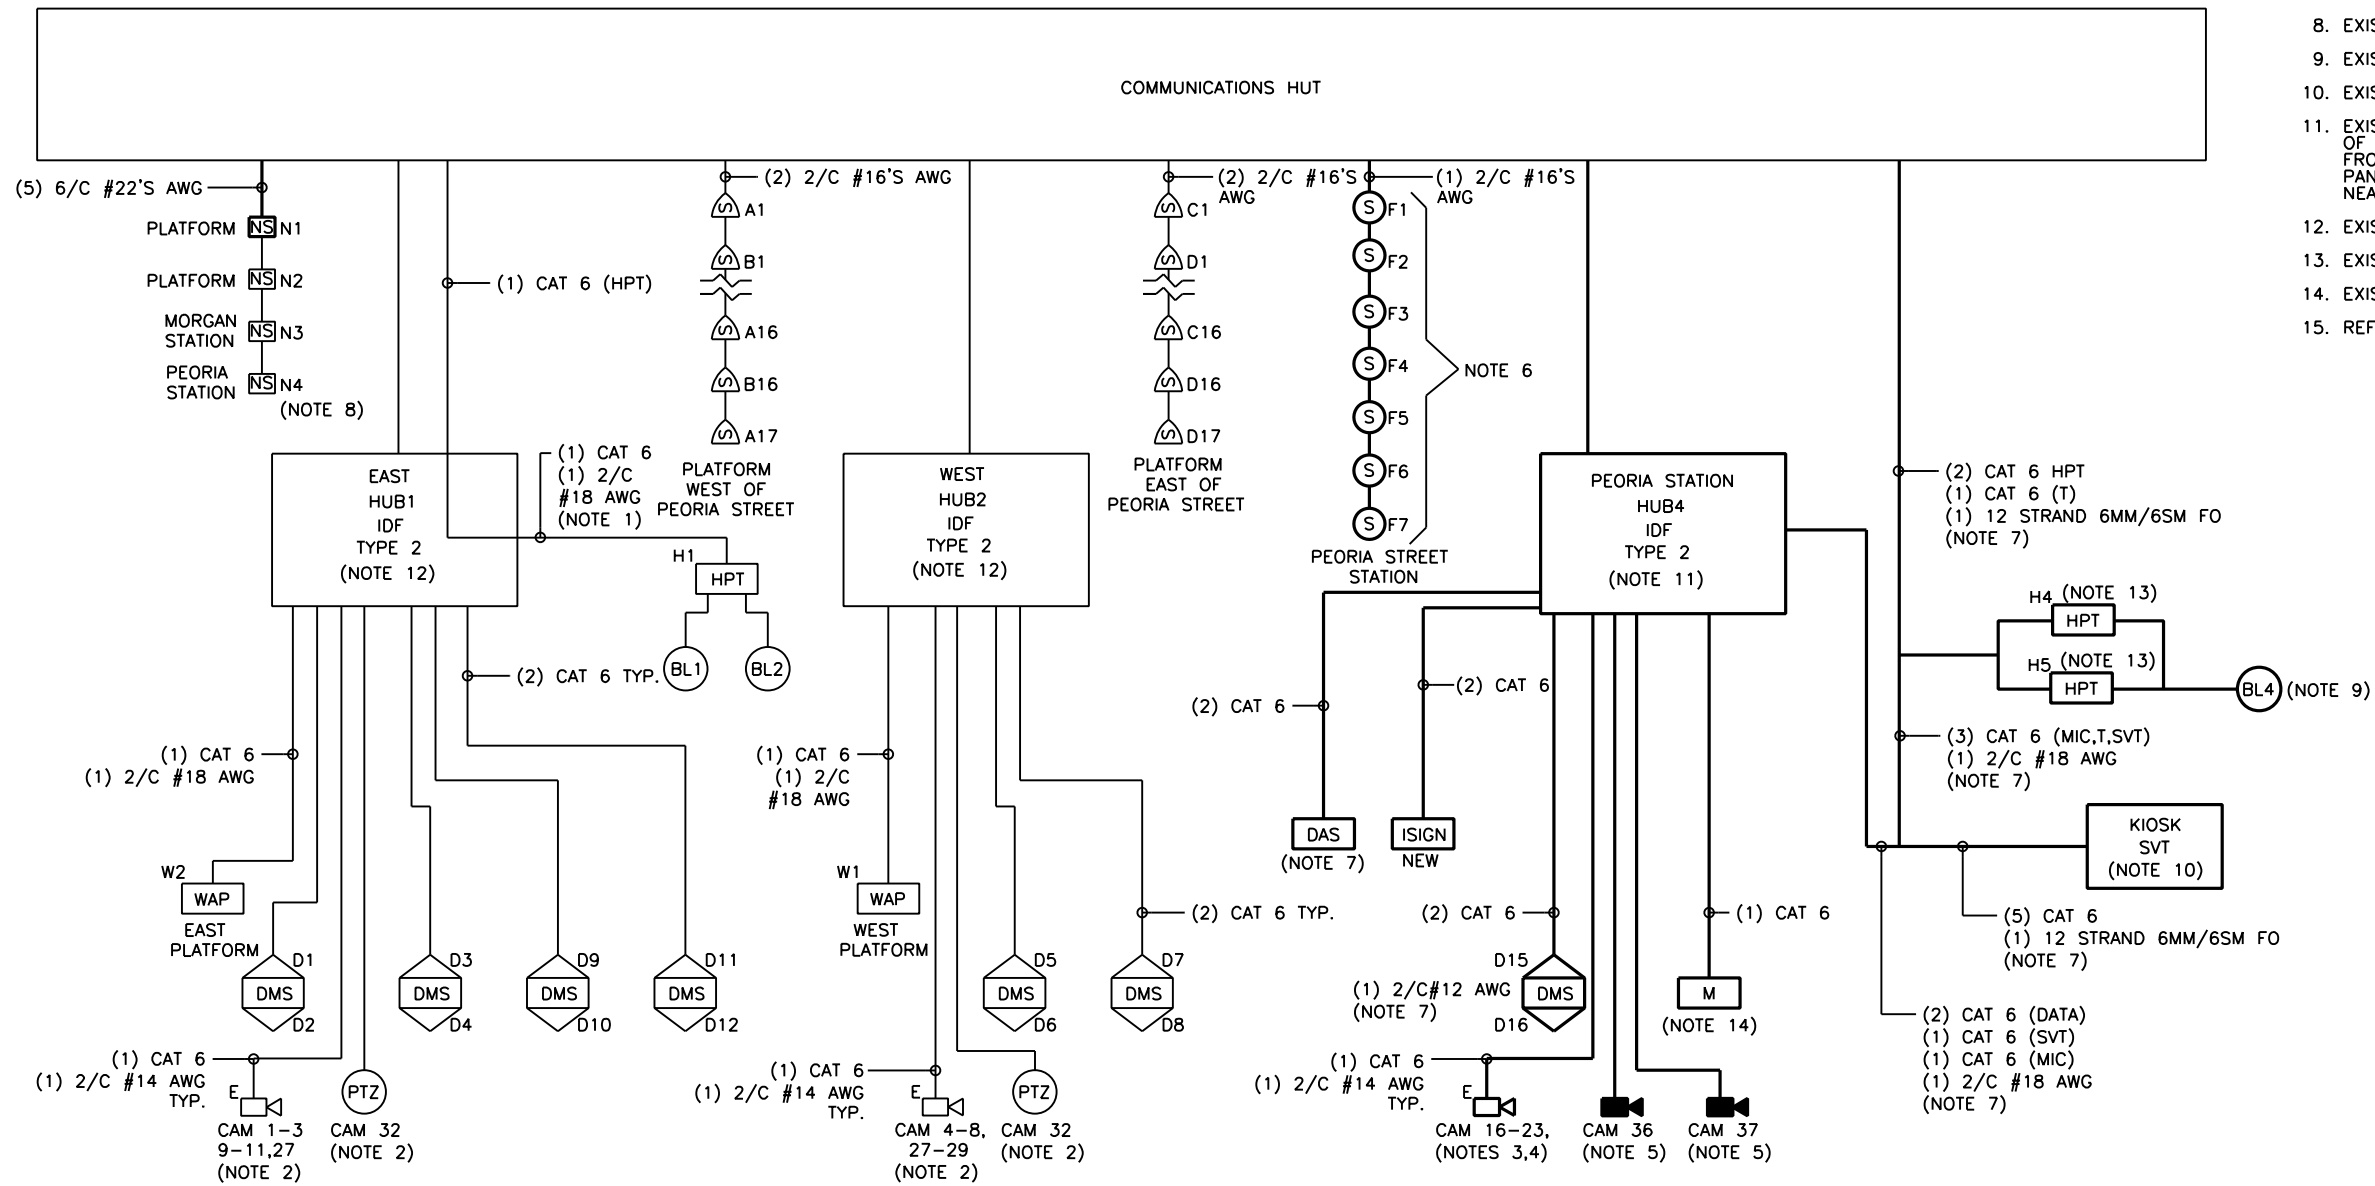 COMMUNICATIONS HUT
8. EXIS
9. EXIS
10. EXIS
11. EXIS
OF
FRO
PAN
NEA
12. EXIS
13. EXIS
14. EXIS
15. REF
(5) 6/C #22'S AWG
PLATFORM NS N1
PLATFORM NS N2
MORGAN
STATION
NS N3
PEORIA
STATION
NS N4
(NOTE 8)
(1) CAT 6 (HPT)
(2) 2/C #16'S AWG
S A1
S B1
S A16
S B16
S A17
PLATFORM
WEST OF
PEORIA STREET
(2) 2/C #16'S
AWG
S C1
S D1
S C16
S D16
S D17
PLATFORM
EAST OF
PEORIA STREET
(1) 2/C #16'S
AWG
S F1
S F2
S F3
S F4
S F5
S F6
S F7
NOTE 6
PEORIA STREET
STATION
EAST
HUB1
IDF
TYPE 2
(NOTE 12)
(1) CAT 6
(1) 2/C
#18 AWG
(NOTE 1)
H1
HPT
BL1
BL2
(2) CAT 6 TYP.
(1) CAT 6
(1) 2/C #18 AWG
W2
WAP
EAST
PLATFORM
D1
DMS
D2
D3
DMS
D4
D9
DMS
D10
D11
DMS
D12
(1) CAT 6
(1) 2/C #14 AWG
TYP.
E
CAM 1-3
9-11,27
(NOTE 2)
PTZ
CAM 32
(NOTE 2)
WEST
HUB2
IDF
TYPE 2
(NOTE 12)
(1) CAT 6
(1) 2/C
#18 AWG
W1
WAP
WEST
PLATFORM
D5
DMS
D6
D7
DMS
D8
(2) CAT 6 TYP.
(1) CAT 6
(1) 2/C #14 AWG
TYP.
E
CAM 4-8,
27-29
(NOTE 2)
PTZ
CAM 32
(NOTE 2)
PEORIA STATION
HUB4
IDF
TYPE 2
(NOTE 11)
(2) CAT 6
DAS
(NOTE 7)
(2) CAT 6
ISIGN
NEW
(2) CAT 6
D15
DMS
D16
(1) 2/C#12 AWG
(NOTE 7)
(1) CAT 6
M
(NOTE 14)
(1) CAT 6
(1) 2/C #14 AWG
TYP.
E
CAM 16-23,
(NOTES 3,4)
CAM 36
(NOTE 5)
CAM 37
(NOTE 5)
(2) CAT 6 HPT
(1) CAT 6 (T)
(1) 12 STRAND 6MM/6SM FO
(NOTE 7)
H4 (NOTE 13)
HPT
H5 (NOTE 13)
HPT
BL4 (NOTE 9)
(3) CAT 6 (MIC,T,SVT)
(1) 2/C #18 AWG
(NOTE 7)
KIOSK
SVT
(NOTE 10)
(5) CAT 6
(1) 12 STRAND 6MM/6SM FO
(NOTE 7)
(2) CAT 6 (DATA)
(1) CAT 6 (SVT)
(1) CAT 6 (MIC)
(1) 2/C #18 AWG
(NOTE 7)